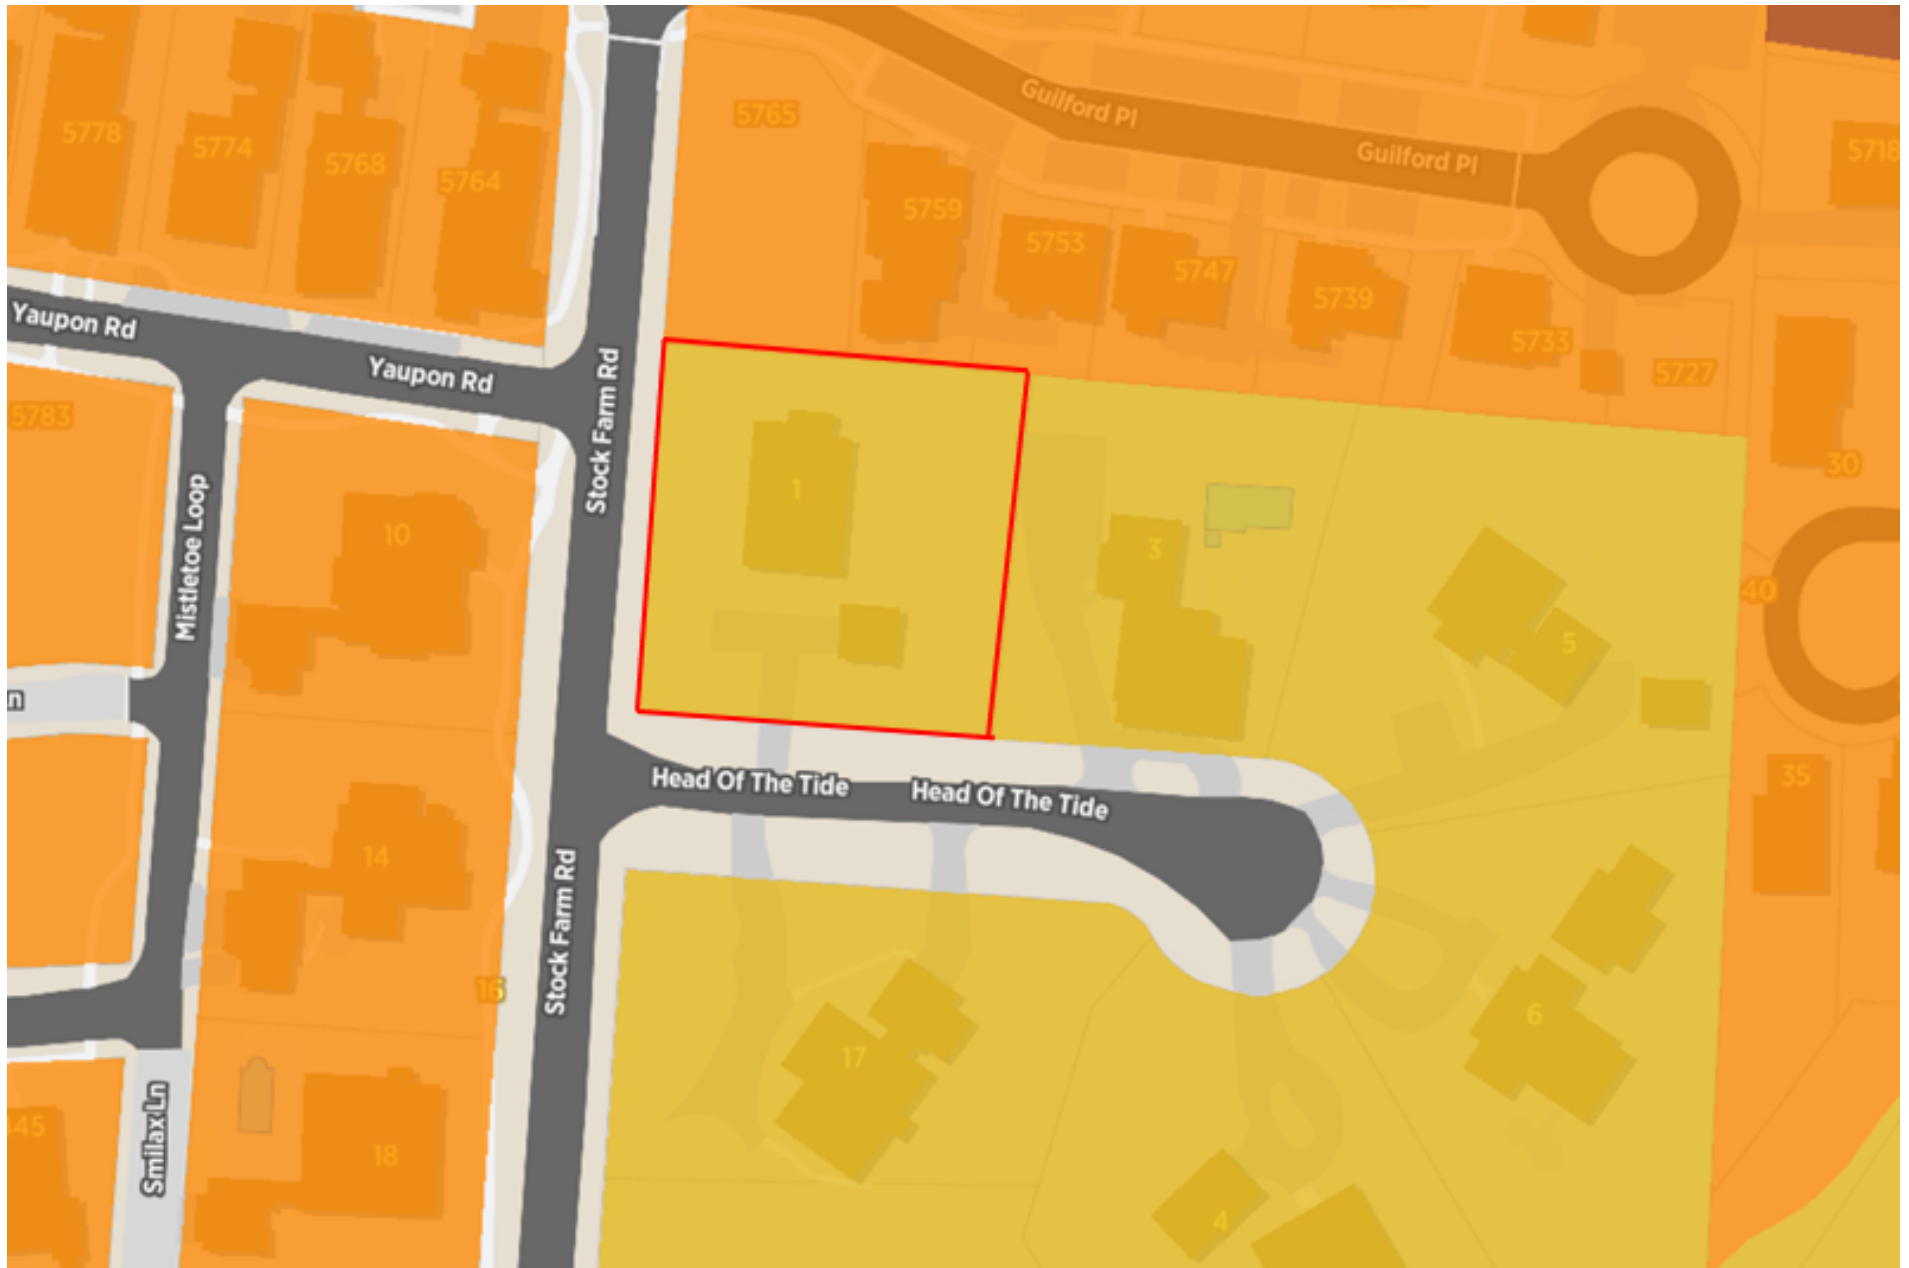 Guilford Pl
5765
5778
5774
5768
5764
5759
Guilford Pl
5718
5753
5747
5739
5733
5727
Yaupon Rd
Yaupon Rd
Stock Farm Rd
5783
1
10
3
30
Mistletoe Loop
40
5
n
Head Of The Tide
Head Of The Tide
35
14
Stock Farm Rd
16
6
17
45
Smilax Ln
18
4